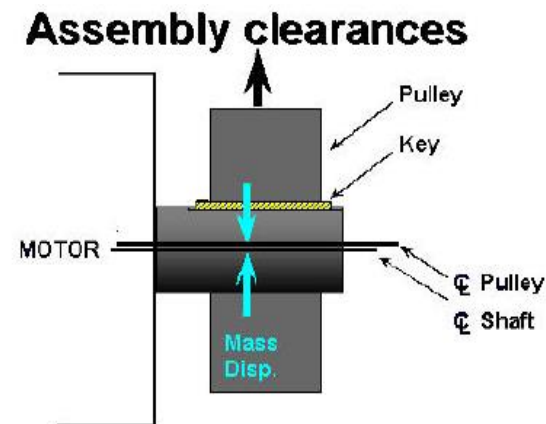 Assembly clearances
Pulley
Key
MOTOR
℄ Pulley
℄ Shaft
Mass
Disp.